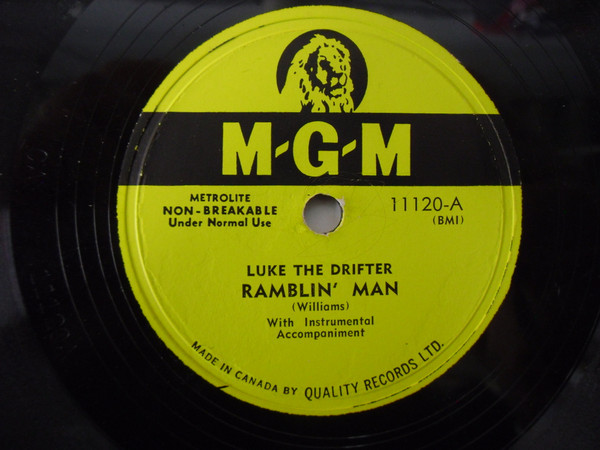 M-G-M
METROLITE
NON-BREAKABLE
Under Normal Use
11120-A
(BMI)
LUKE THE DRIFTER
RAMBLIN' MAN
(Williams)
With Instrumental
Accompaniment
MADE IN CANADA BY QUALITY RECORDS LTD.